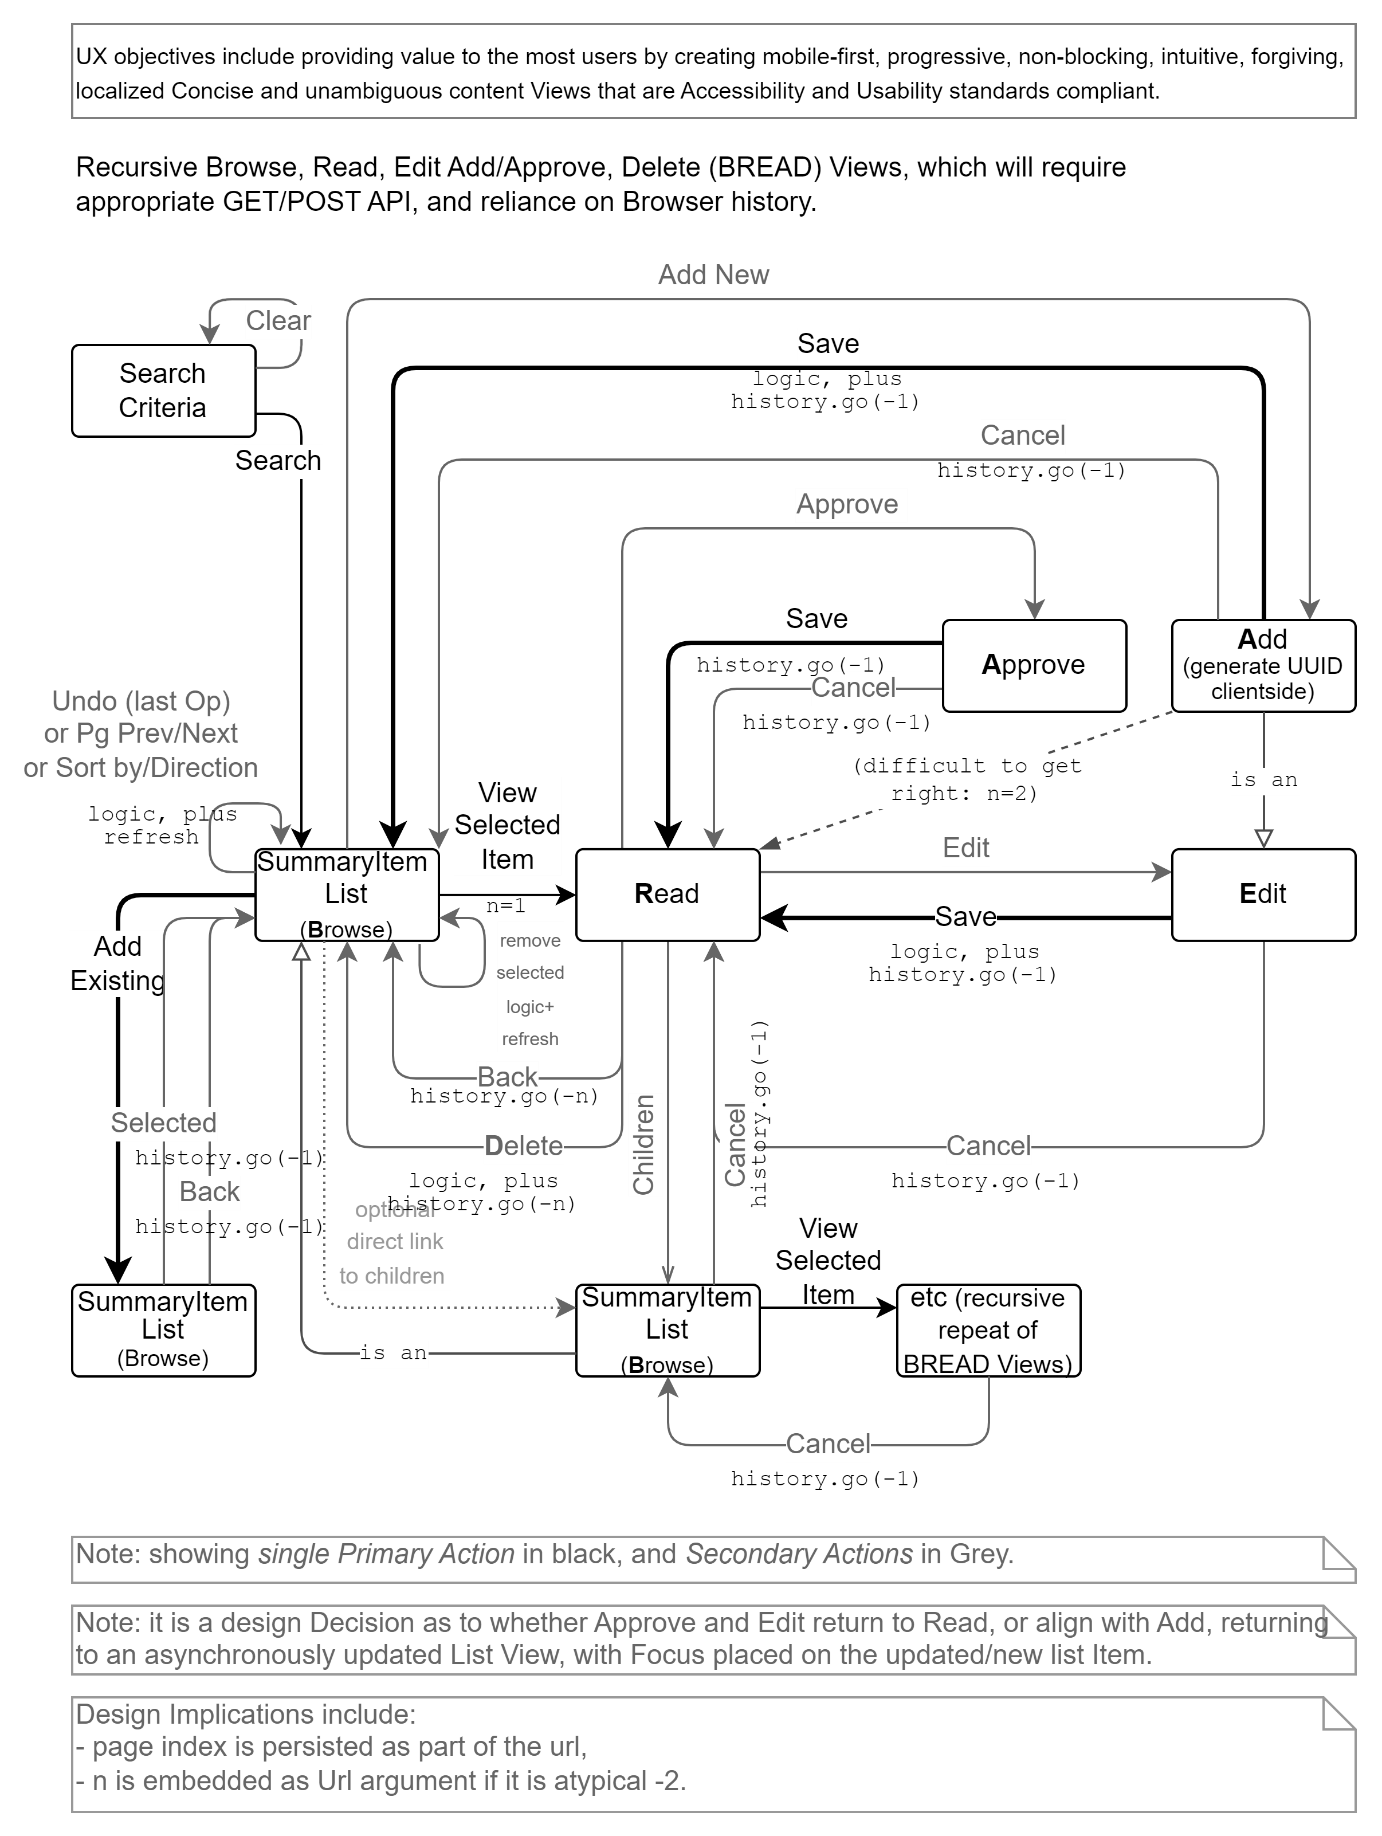 UX objectives include providing value to the most users by creating mobile-first, progressive, non-blocking, intuitive, forgiving,
localized Concise and unambiguous content Views that are Accessibility and Usability standards compliant.
Recursive Browse, Read, Edit Add/Approve, Delete (BREAD) Views, which will require
appropriate GET/POST API, and reliance on Browser history.
Add New
Clear
Search
Criteria
Search
Save
logic, plus
history.go(-1)
Cancel
history.go(-1)
Approve
Save
history.go(-1)
Cancel
history.go(-1)
Approve
Add
(generate UUID
clientside)
(difficult to get
right: n=2)
is an
Undo (last Op)
or Pg Prev/Next
or Sort by/Direction
logic, plus
refresh
View
Selected
Item
n=1
SummaryItem
List
(Browse)
Read
Edit
Edit
Save
logic, plus
history.go(-1)
Add
Existing
remove
selected
logic+
refresh
Back
history.go(-n)
Delete
logic, plus
history.go(-n)
Children
Cancel
history.go(-1)
Cancel
history.go(-1)
Selected
history.go(-1)
Back
history.go(-1)
optional
direct link
to children
View
Selected
Item
SummaryItem
List
(Browse)
SummaryItem
List
(Browse)
etc (recursive
repeat of
BREAD Views)
is an
Cancel
history.go(-1)
Note: showing single Primary Action in black, and Secondary Actions in Grey.
Note: it is a design Decision as to whether Approve and Edit return to Read, or align with Add, returning
to an asynchronously updated List View, with Focus placed on the updated/new list Item.
Design Implications include:
- page index is persisted as part of the url,
- n is embedded as Url argument if it is atypical -2.